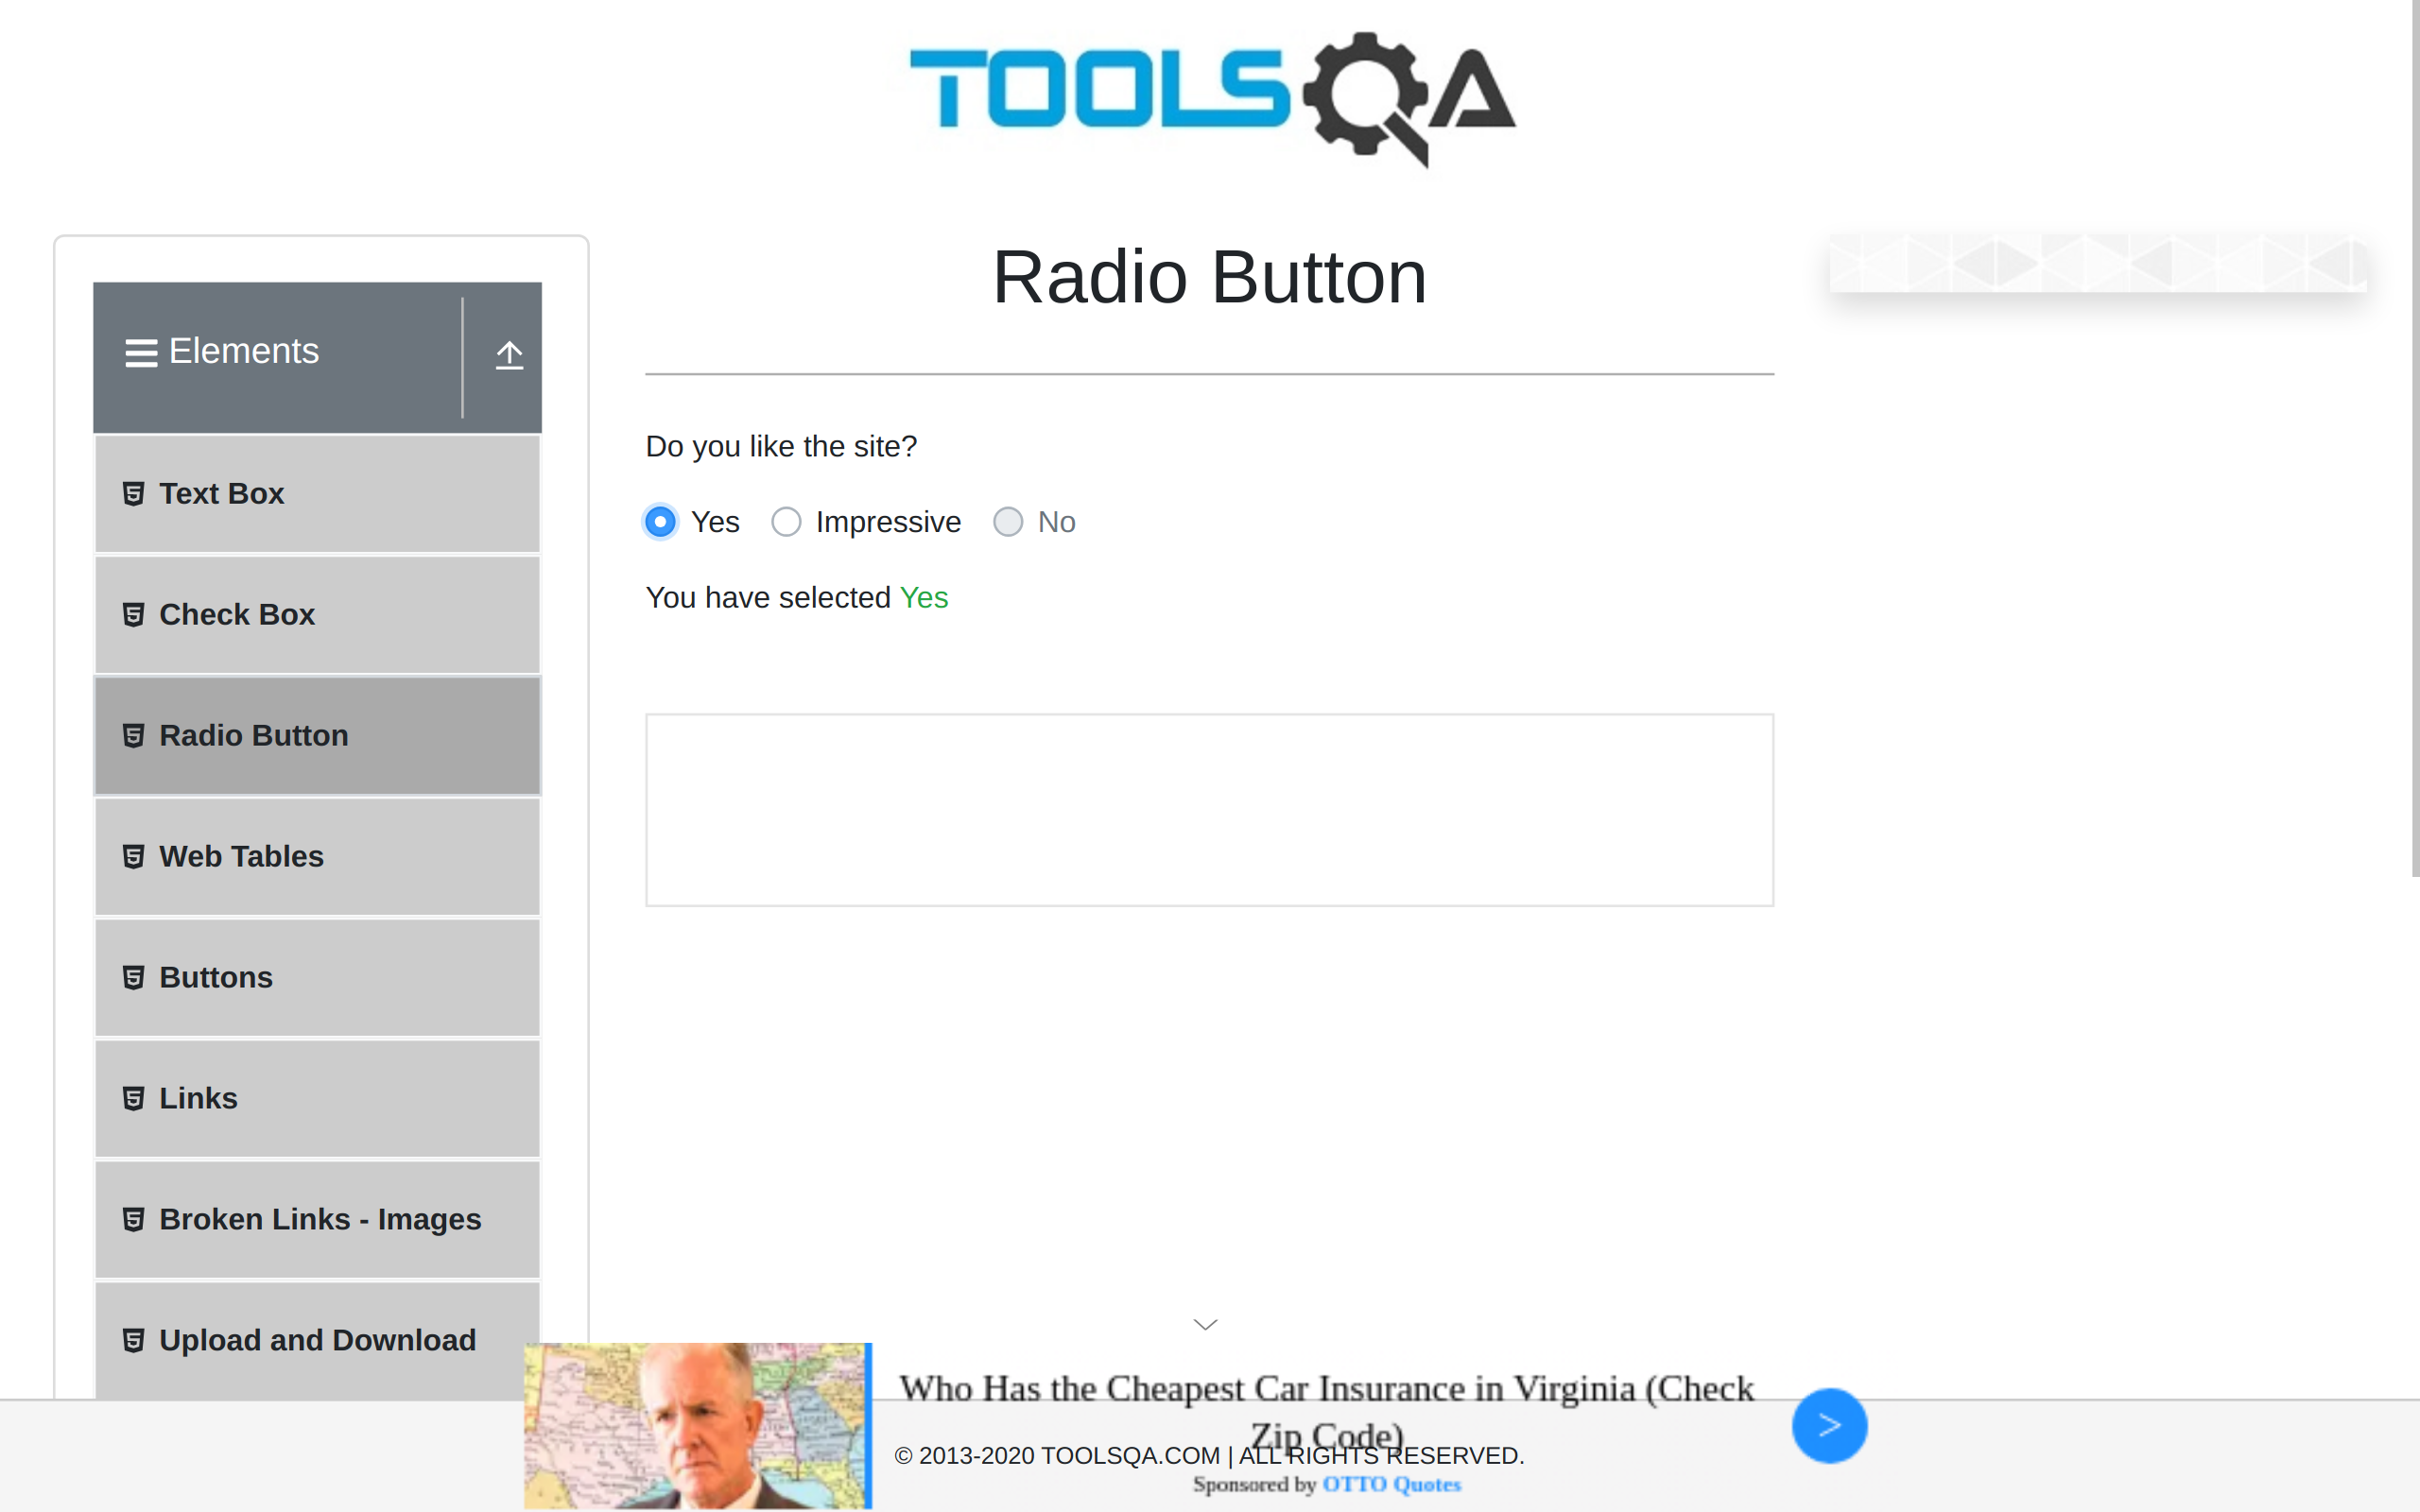 TOOLSQA
Radio Button
Elements
Text Box
Check Box
Radio Button
Web Tables
Buttons
Links
Broken Links - Images
Upload and Download
Do you like the site?
Yes
Impressive
No
You have selected Yes
Who Has the Cheapest Car Insurance in Virginia (Check
Zip Code)
© 2013-2020 TOOLSQA.COM | ALL RIGHTS RESERVED.
Sponsored by OTTO Quotes